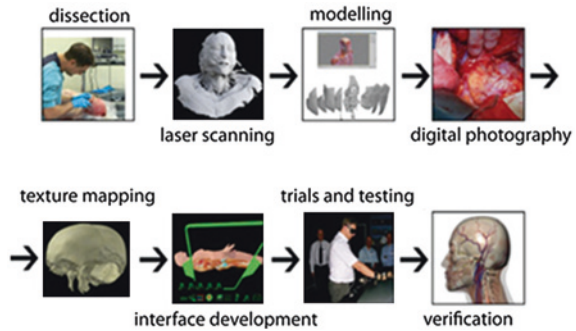 dissection
laser scanning
modelling
digital photography
texture mapping
interface development
trials and testing
verification